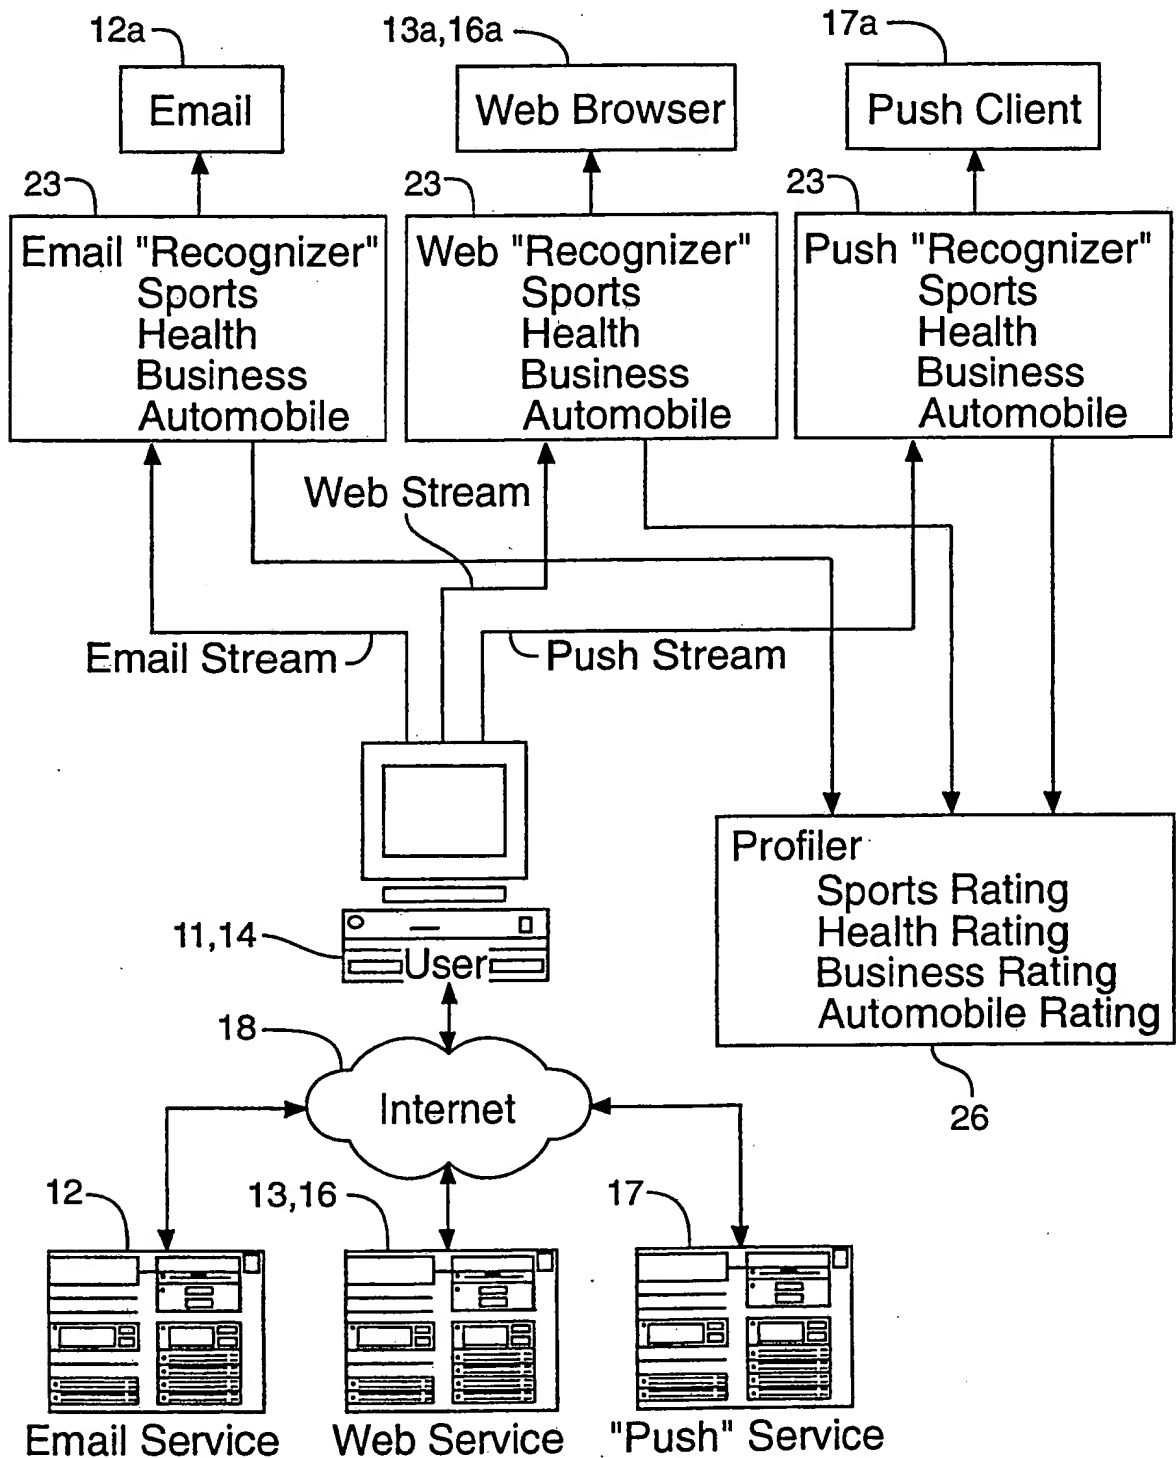 12a
13a,16a
17a
Email
Web Browser
Push Client
23
23
23
Email "Recognizer"
Sports
Health
Business
Automobile
Web "Recognizer"
Sports
Health
Business
Automobile
Push "Recognizer"
Sports
Health
Business
Automobile
Web Stream
Email Stream
Push Stream
Profiler
Sports Rating
Health Rating
Business Rating
Automobile Rating
11,14
User
18
Internet
26
12
13,16
17
Email Service
Web Service
"Push" Service